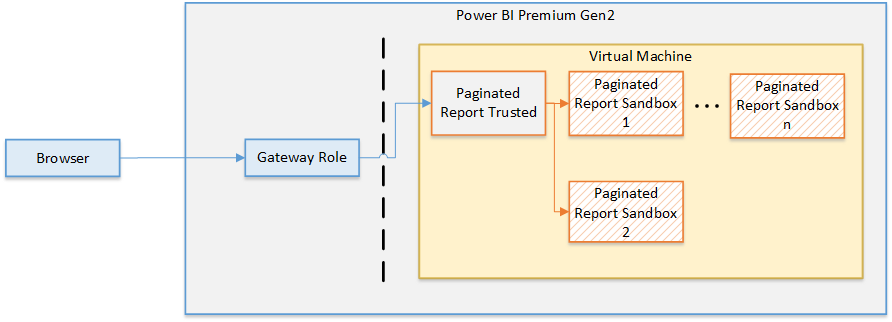 Power BI Premium Gen2
Virtual Machine
Paginated
Report Trusted
Paginated
Report Sandbox
1
...
Paginated
Report Sandbox
n
Browser
Gateway Role
Paginated
Report Sandbox
2